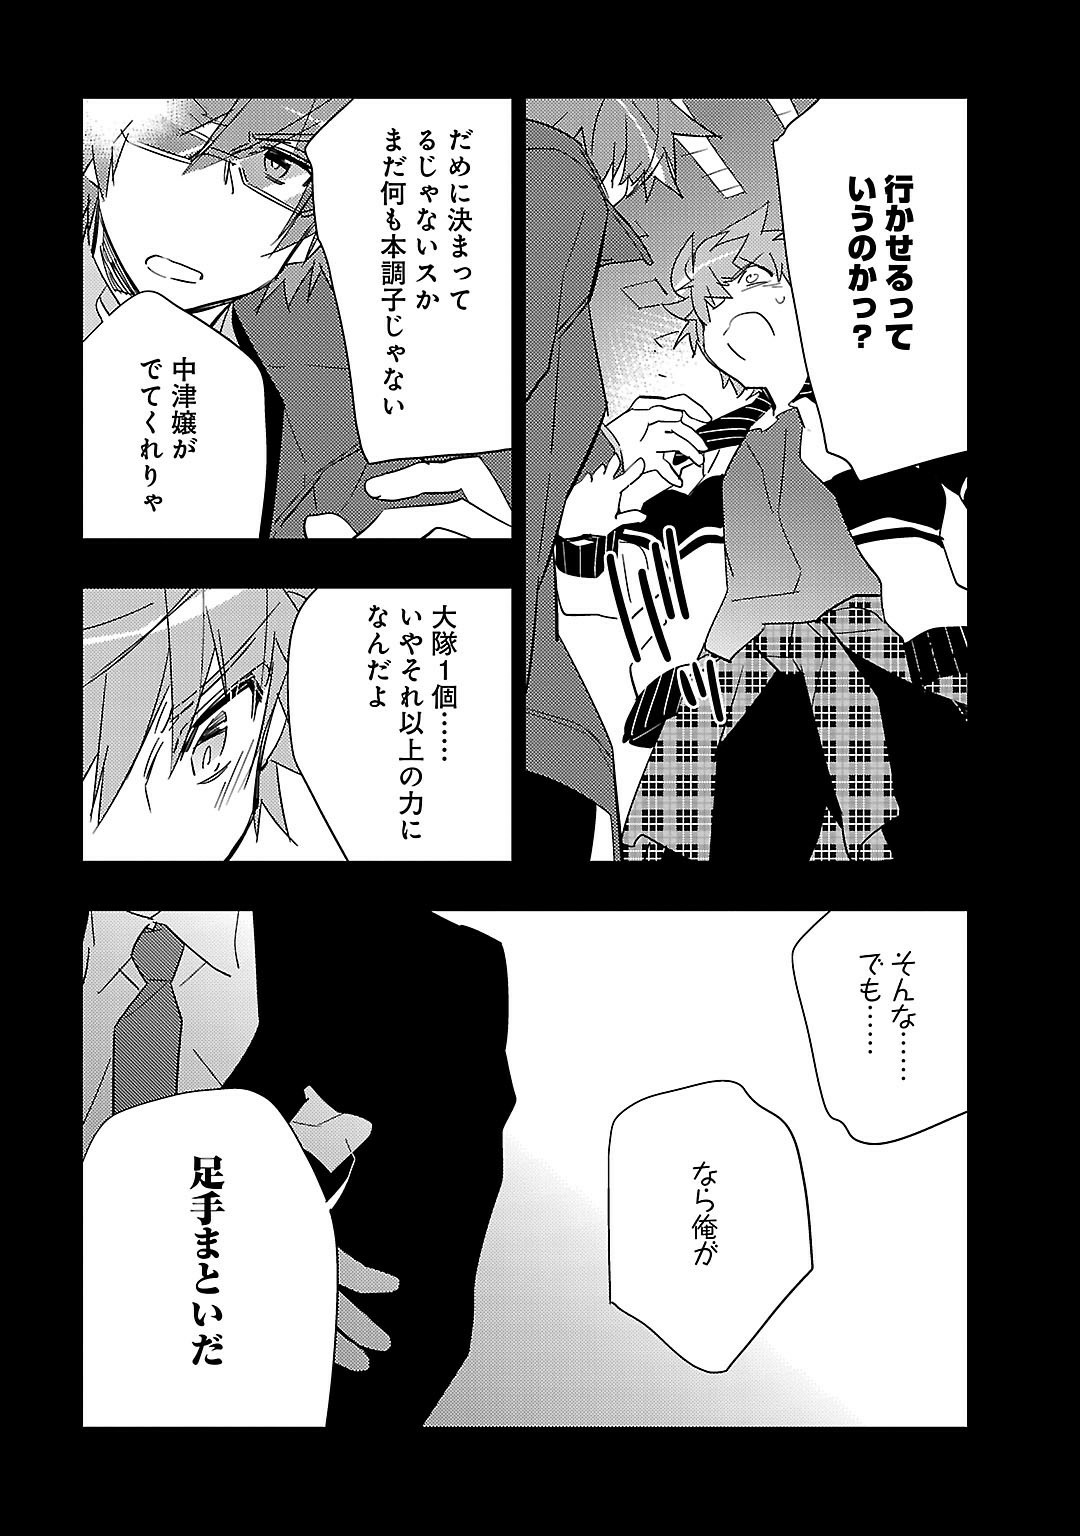 行かせるって
いうのかっ？
だめに決まって
るじゃないスか
まだ何も本調子じゃない
中津嬢が
でてくれりゃ
大隊１個……
いやそれ以上の力に
なんだよ
そんな……
でも……
なら俺が
足手まといだ